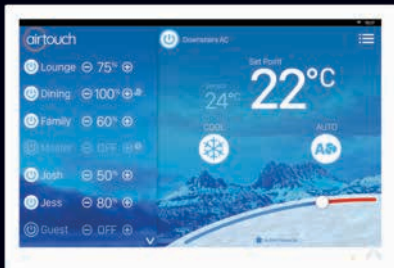 airtouch
Downstairs AC
Lounge 75%
Dining 100%
Family 60%
Master OFF
Josh 50%
Jess 80%
Guest OFF
Set Point
22°C
24°C
COOL
AUTO
A